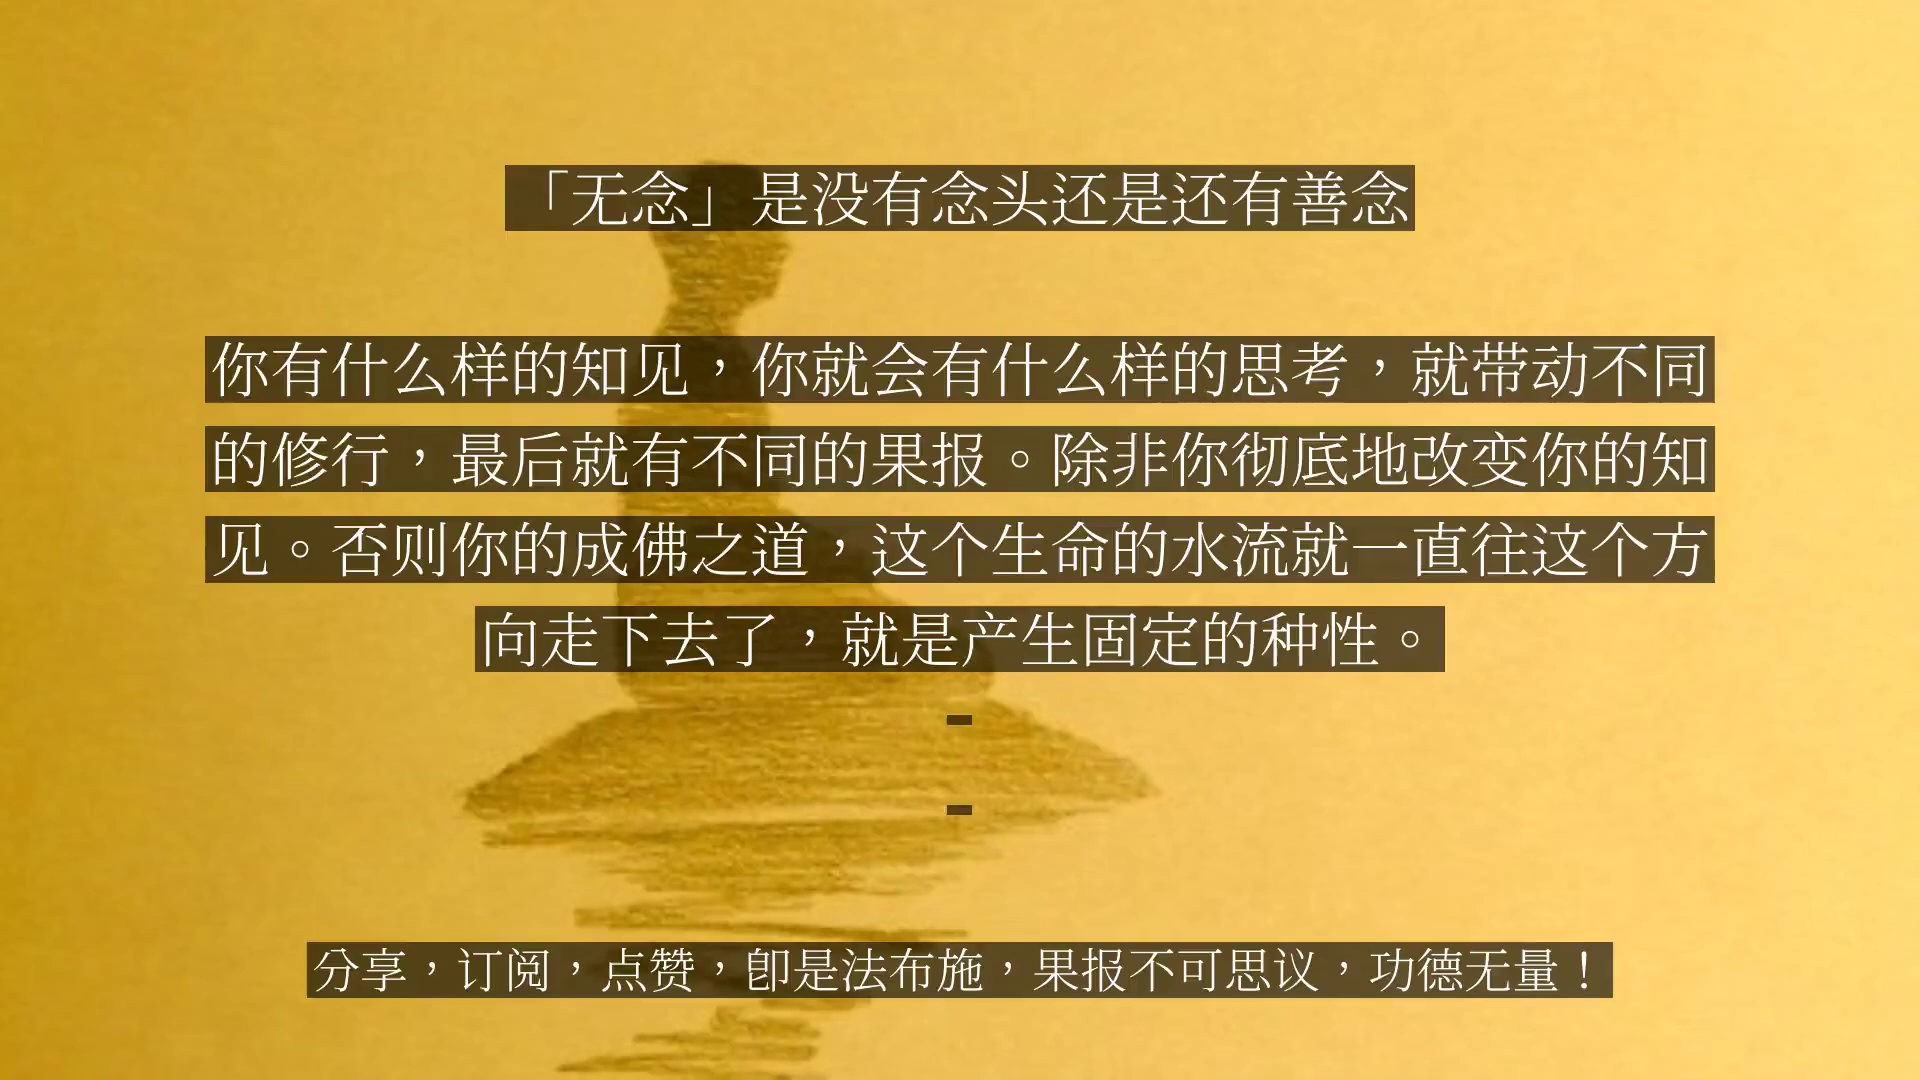 「无念」是没有念头还是还有善念
你有什么样的知见，你就会有什么样的思考，就带动不同
的修行，最后就有不同的果报。除非你彻底地改变你的知
见。否则你的成佛之道，这个生命的水流就一直往这个方
向走下去了，就是产生固定的种性。
分享，订阅，点赞，即是法布施，果报不可思议，功德无量！